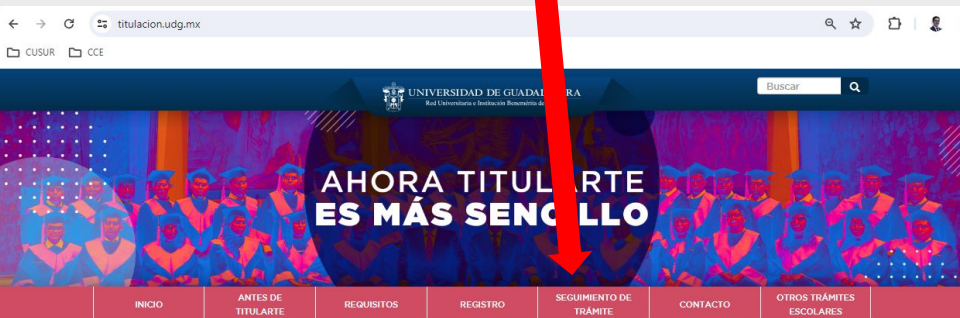 titulacion.udg.mx
CUSUR CCE
UNIVERSIDAD DE GUADALAJARA
Red Universitaria e Institución Benemérita de
Buscar
AHORA TITULARTE
ES MÁS SENCILLO
INICIO
ANTES DE
TITULARTE
REQUISITOS
REGISTRO
SEGUIMIENTO DE
TRÁMITE
CONTACTO
OTROS TRÁMITES
ESCOLARES